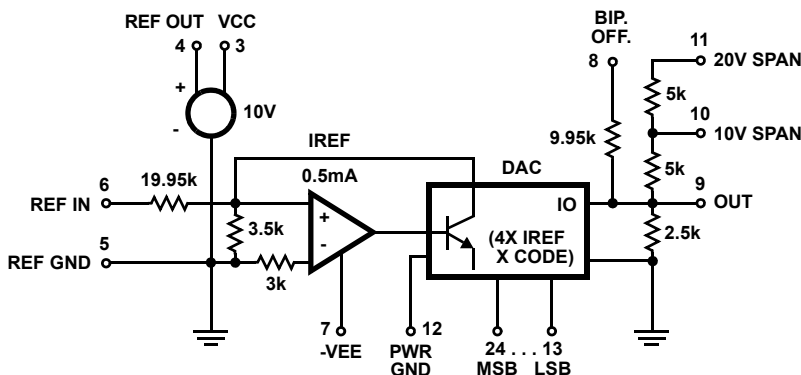 REF OUT VCC
4 3
+
-
10V
BIP.
OFF.
8
11
20V SPAN
5k
10
10V SPAN
9.95k
5k
IREF
0.5mA
DAC
6
REF IN
19.95k
+
-
3.5k
IO
9
OUT
(4X IREF
X CODE)
2.5k
5
REF GND
3k
7
-VEE
12
PWR
GND
24 . . . 13
MSB LSB